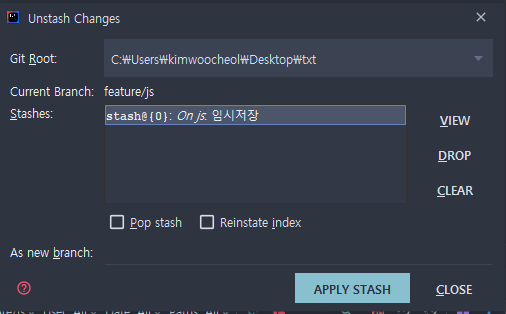 Unstash Changes
Git Root: C:₩Users₩kimwoocheol₩Desktop₩txt
Current Branch: feature/js
Stashes: stash@{0}: On js: 임시저장
VIEW
DROP
CLEAR
Pop stash Reinstate index
As new branch:
APPLY STASH CLOSE